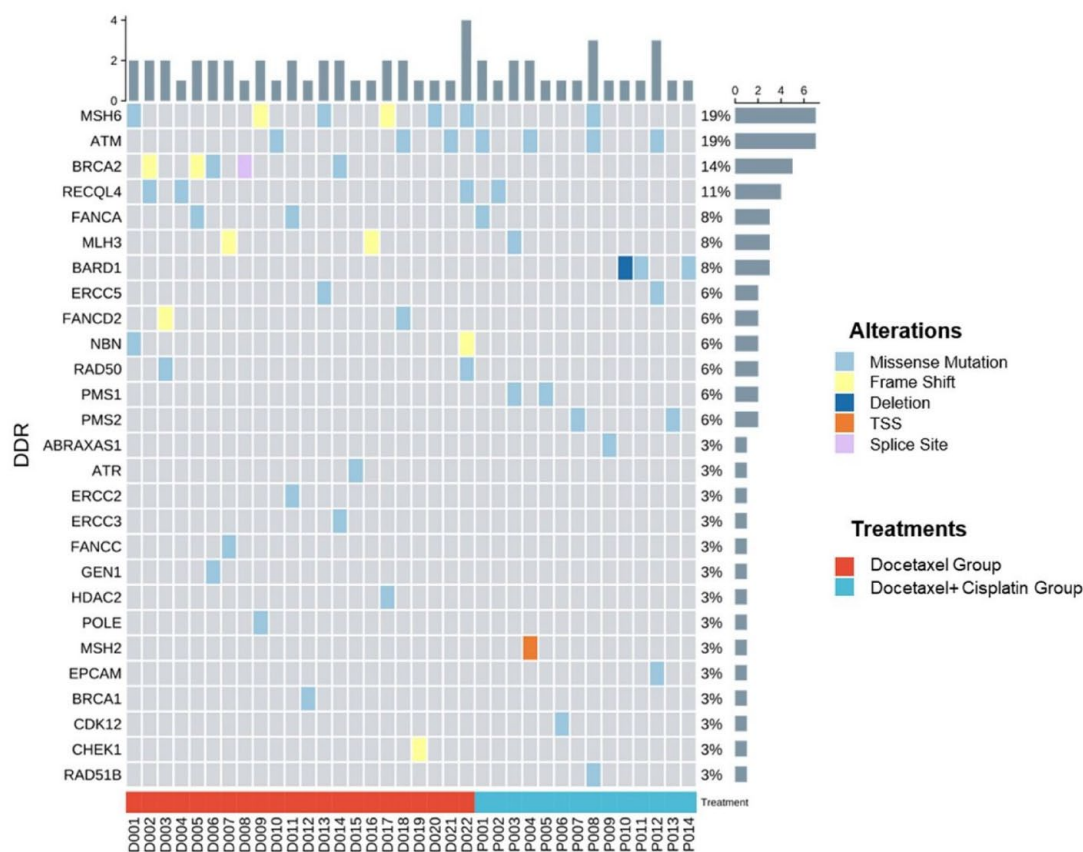 4
2
0
0 2 4 6
MSH6 19%
ATM 19%
BRCA2 14%
RECQL4 11%
FANCA 8%
MLH3 8%
BARD1 8%
ERCC5 6%
FANCD2 6%
NBN 6%
RAD50 6%
PMS1 6%
PMS2 6%
ABRAXAS1 3%
ATR 3%
ERCC2 3%
ERCC3 3%
FANCC 3%
GEN1 3%
HDAC2 3%
POLE 3%
MSH2 3%
EPCAM 3%
BRCA1 3%
CDK12 3%
CHEK1 3%
RAD51B 3%
DDR
Treatment
D001 D002 D003 D004 D005 D006 D007 D008 D009 D010 D011 D012 D013 D014 D015 D016 D017 D018 D020 D019 D021 D022 P001 P002 P003 P004 P005 P006 P007 P008 P009 P010 P011 P012 P013 P014
Alterations
Missense Mutation
Frame Shift
Deletion
TSS
Splice Site
Treatments
Docetaxel Group
Docetaxel+ Cisplatin Group